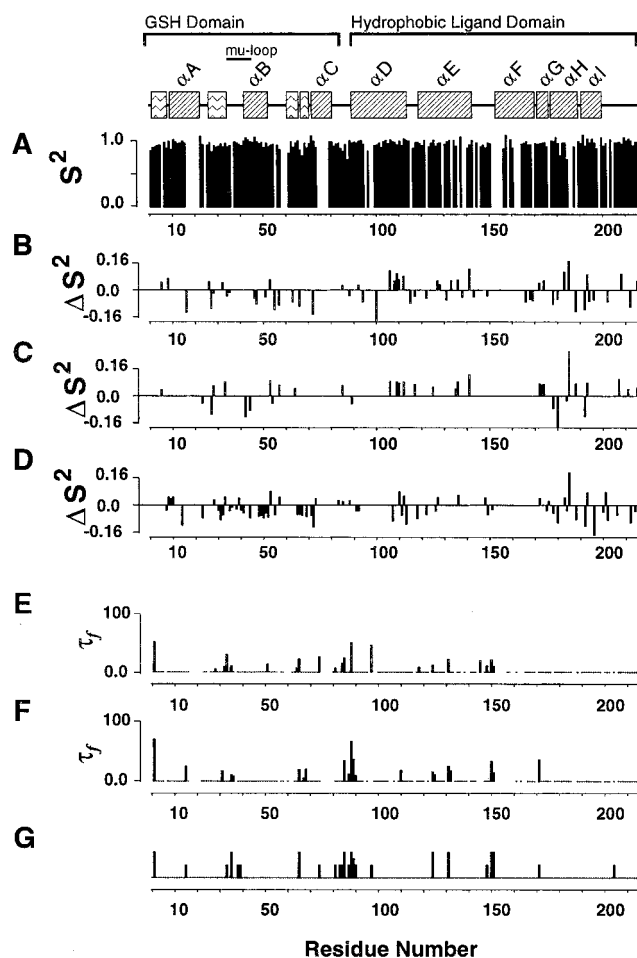 GSH Domain Hydrophobic Ligand Domain
mu-loop
αA αB αC αD αE αF αG αH αI
A
S²
1.0
0.0
10 50 100 150 200
B
ΔS²
0.16
0.0
-0.16
10 50 100 150 200
C
ΔS²
0.16
0.0
-0.16
10 50 100 150 200
D
ΔS²
0.16
0.0
-0.16
10 50 100 150 200
E
τf
100
0.0
10 50 100 150 200
F
τf
100
0.0
10 50 100 150 200
G
10 50 100 150 200
Residue Number